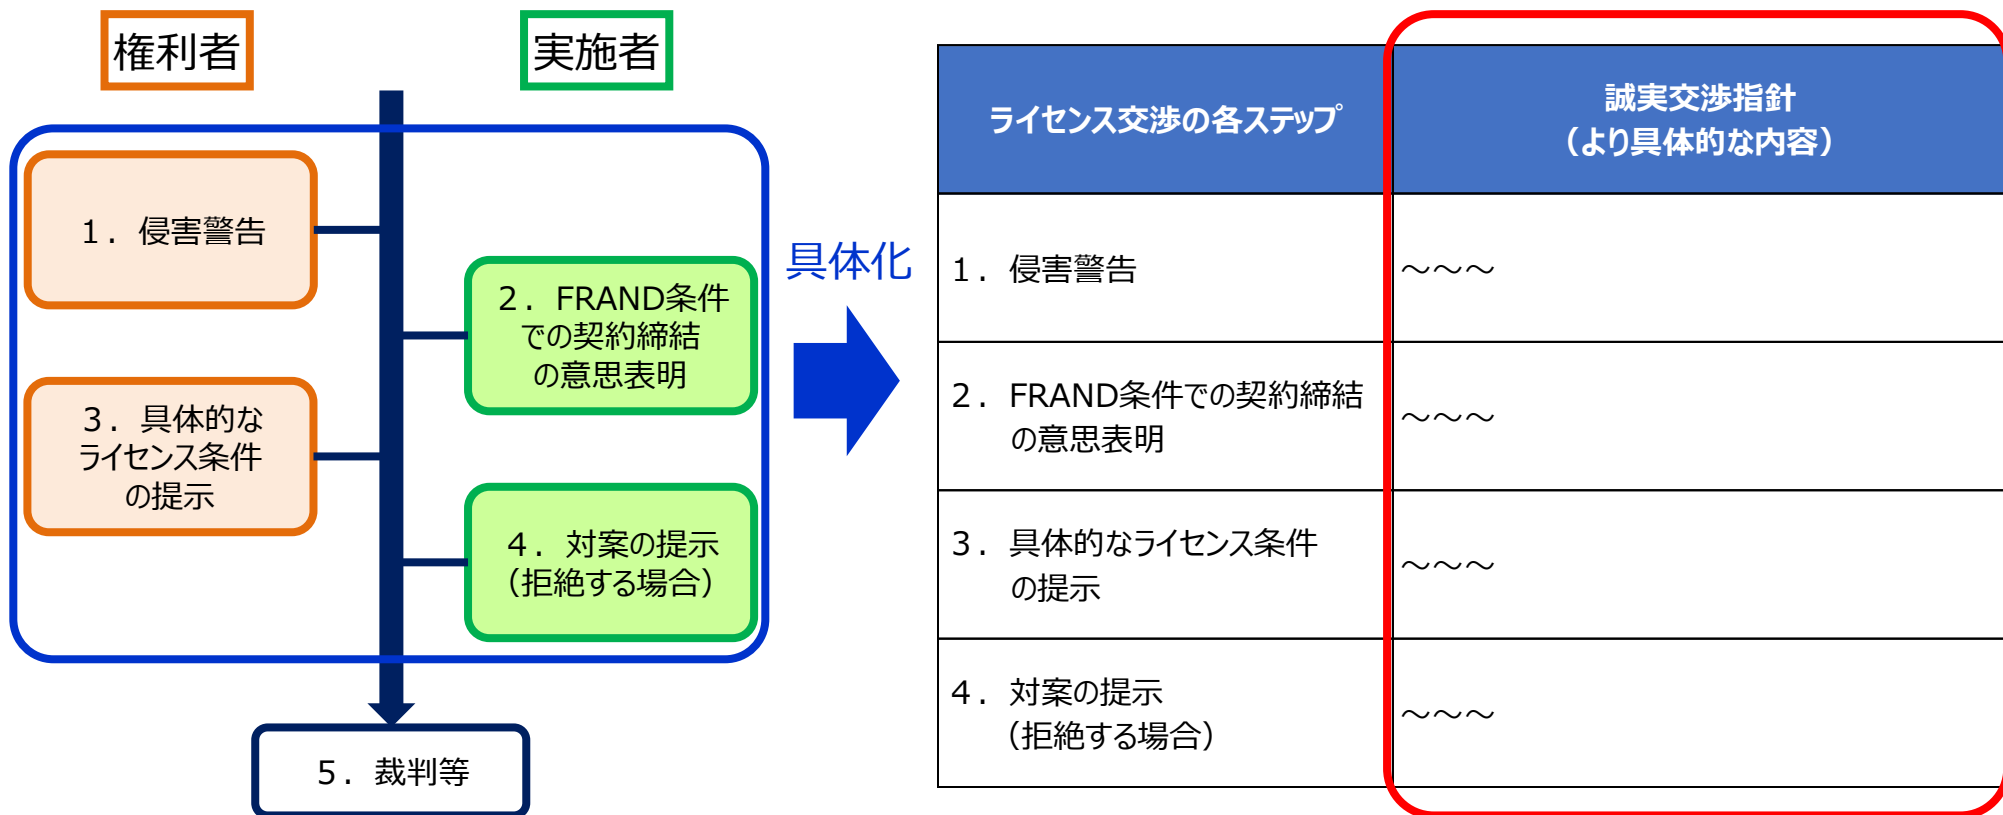 権利者
実施者
1．侵害警告
2．FRAND条件
での契約締結
の意思表明
3．具体的な
ライセンス条件
の提示
4．対案の提示
（拒絶する場合）
5．裁判等
具体化
ライセンス交渉の各ステップ
誠実交渉指針
（より具体的な内容）
1．侵害警告
～～～
2．FRAND条件での契約締結
の意思表明
～～～
3．具体的なライセンス条件
の提示
～～～
4．対案の提示
（拒絶する場合）
～～～